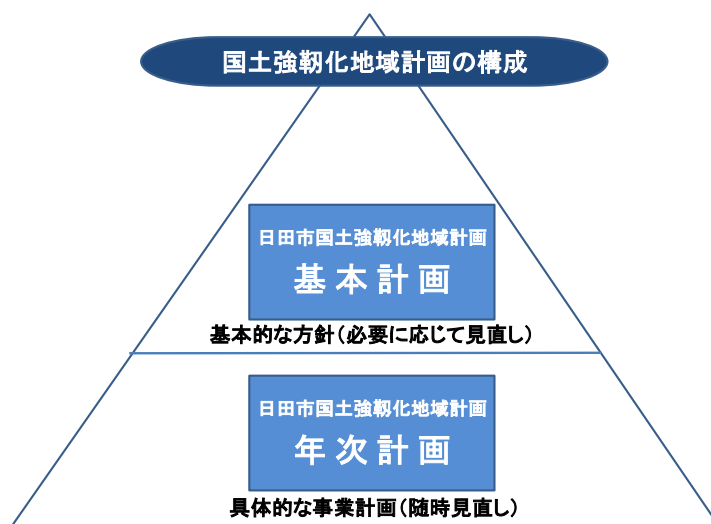 国土強靭化地域計画の構成
日田市国土強靱化地域計画
基本計画
基本的な方針（必要に応じて見直し）
日田市国土強靱化地域計画
年次計画
具体的な事業計画（随時見直し）